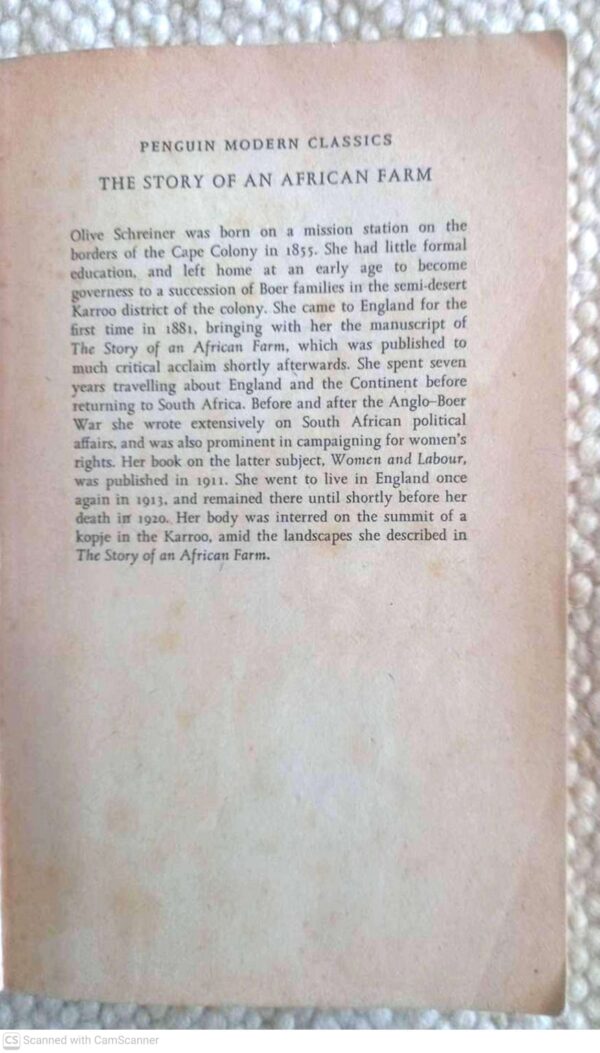 PENGUIN MODERN CLASSICS
THE STORY OF AN AFRICAN FARM
Olive Schreiner was born on a mission station on the
borders of the Cape Colony in 1855. She had little formal
education, and left home at an early age to become
governess to a succession of Boer families in the semi-desert
Karroo district of the colony. She came to England for the
first time in 1881, bringing with her the manuscript of
The Story of an African Farm, which was published to
much critical acclaim shortly afterwards. She spent seven
years travelling about England and the Continent before
returning to South Africa. Before and after the Anglo–Boer
War she wrote extensively on South African political
affairs, and was also prominent in campaigning for women's
rights. Her book on the latter subject, Women and Labour,
was published in 1911. She went to live in England once
again in 1913, and remained there until shortly before her
death in 1920. Her body was interred on the summit of a
kopje in the Karroo, amid the landscapes she described in
The Story of an African Farm.
CS Scanned with CamScanner